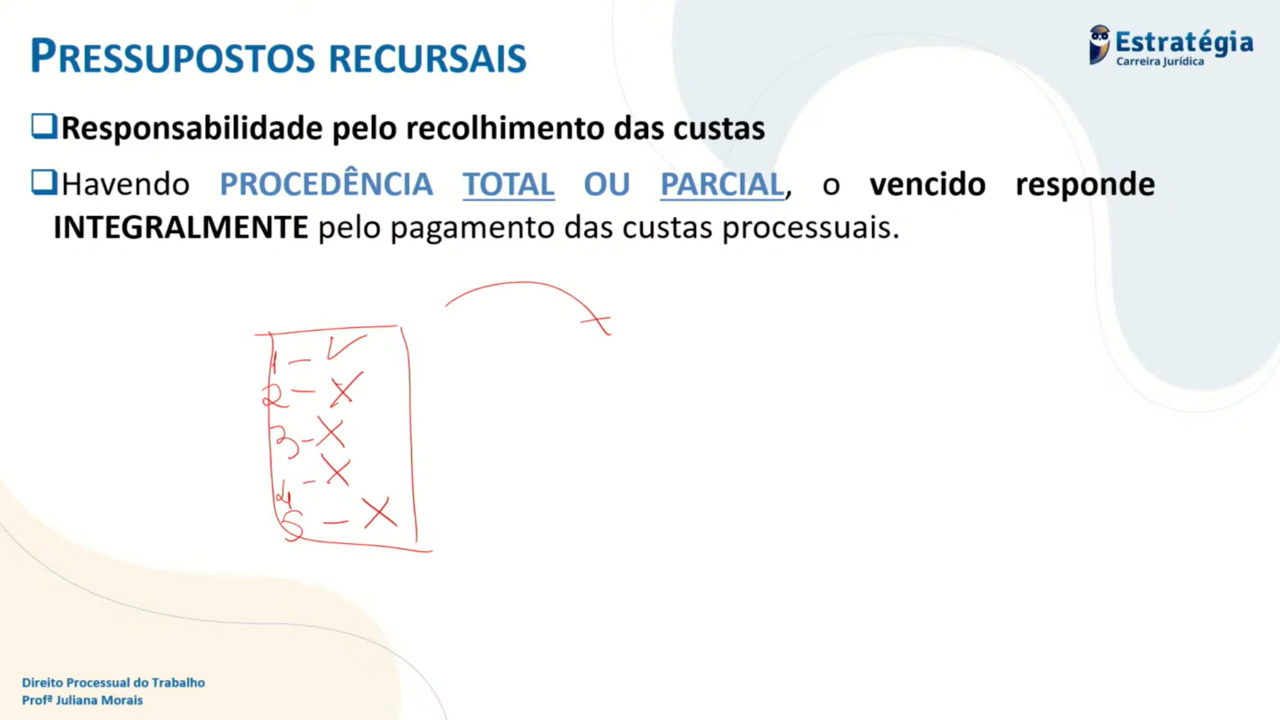 PRESSUPOSTOS RECURSAIS
Estratégia
Carreira Jurídica
Responsabilidade pelo recolhimento das custas
Havendo PROCEDÊNCIA TOTAL OU PARCIAL, o vencido responde
INTEGRALMENTE pelo pagamento das custas processuais.
1 - ✓
2 - X
3 - X
4 - X
5 - X
Direito Processual do Trabalho
Profª Juliana Morais